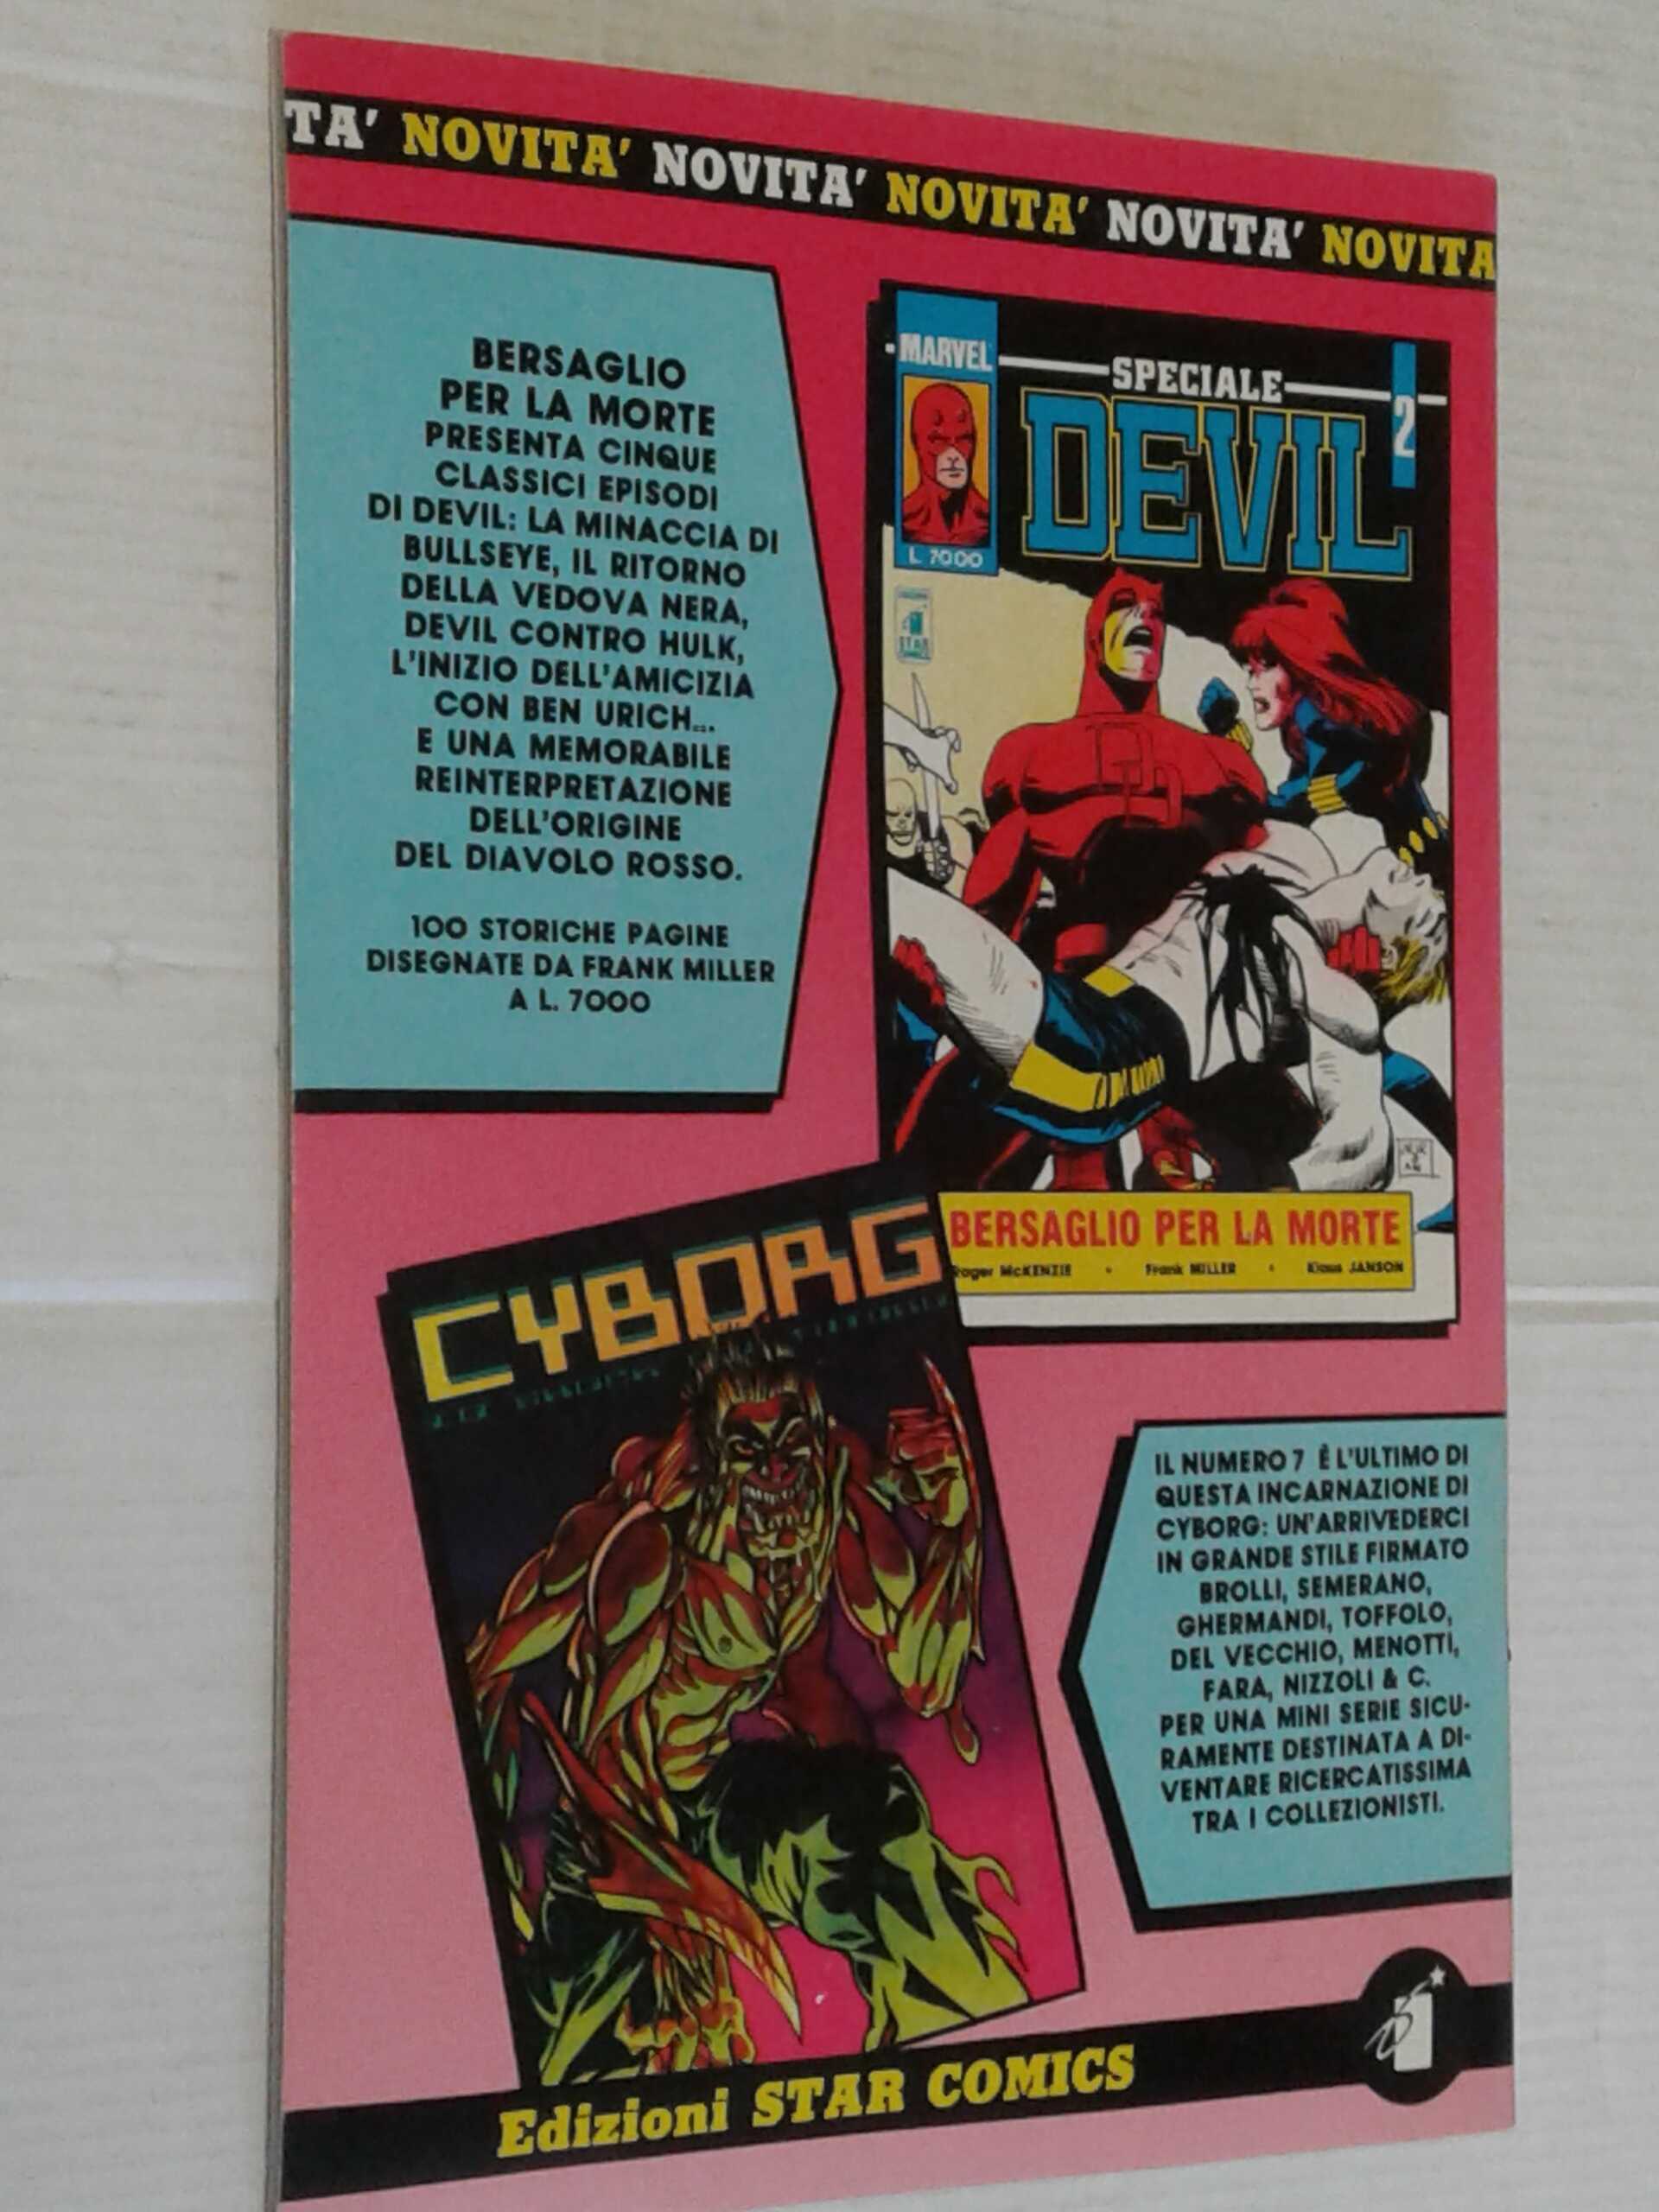 TA' NOVITA' NOVITA' NOVITA' NOVITA' NOVITA
BERSAGLIO
PER LA MORTE
PRESENTA CINQUE
CLASSICI EPISODI
DI DEVIL: LA MINACCIA DI
BULLSEYE, IL RITORNO
DELLA VEDOVA NERA,
DEVIL CONTRO HULK,
L'INIZIO DELL'AMICIZIA
CON BEN URICH...
E UNA MEMORABILE
REINTERPRETAZIONE
DELL'ORIGINE
DEL DIAVOLO ROSSO.
100 STORICHE PAGINE
DISEGNATE DA FRANK MILLER
A L. 7000
MARVEL
SPECIALE
2
DEVIL
L. 7000
STAR
BERSAGLIO PER LA MORTE
Roger McKENZIE • Frank MILLER • Klaus JANSON
CYBORG
IL NUMERO 7 È L'ULTIMO DI
QUESTA INCARNAZIONE DI
CYBORG: UN'ARRIVEDERCI
IN GRANDE STILE FIRMATO
BROLLI, SEMERANO,
GHERMANDI, TOFFOLO,
DEL VECCHIO, MENOTTI,
FARA, NIZZOLI & C.
PER UNA MINI SERIE SICU-
RAMENTE DESTINATA A DI-
VENTARE RICERCATISSIMA
TRA I COLLEZIONISTI.
Edizioni STAR COMICS